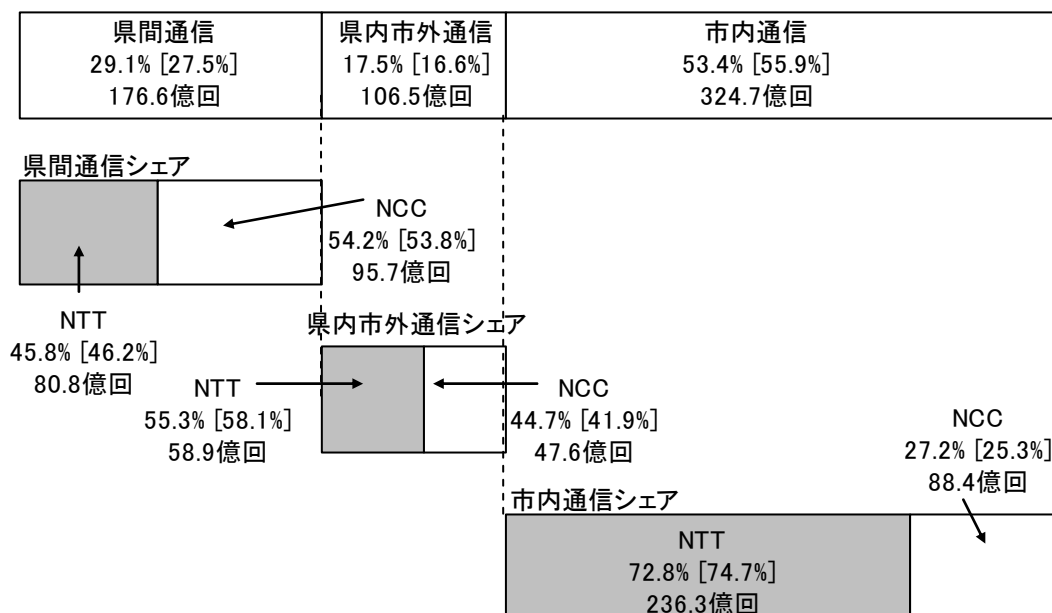 県間通信
29.1% [27.5%]
176.6億回
県内市外通信
17.5% [16.6%]
106.5億回
市内通信
53.4% [55.9%]
324.7億回
県間通信シェア
NCC
54.2% [53.8%]
95.7億回
NTT
45.8% [46.2%]
80.8億回
県内市外通信シェア
NTT
55.3% [58.1%]
58.9億回
NCC
44.7% [41.9%]
47.6億回
NCC
27.2% [25.3%]
88.4億回
市内通信シェア
NTT
72.8% [74.7%]
236.3億回